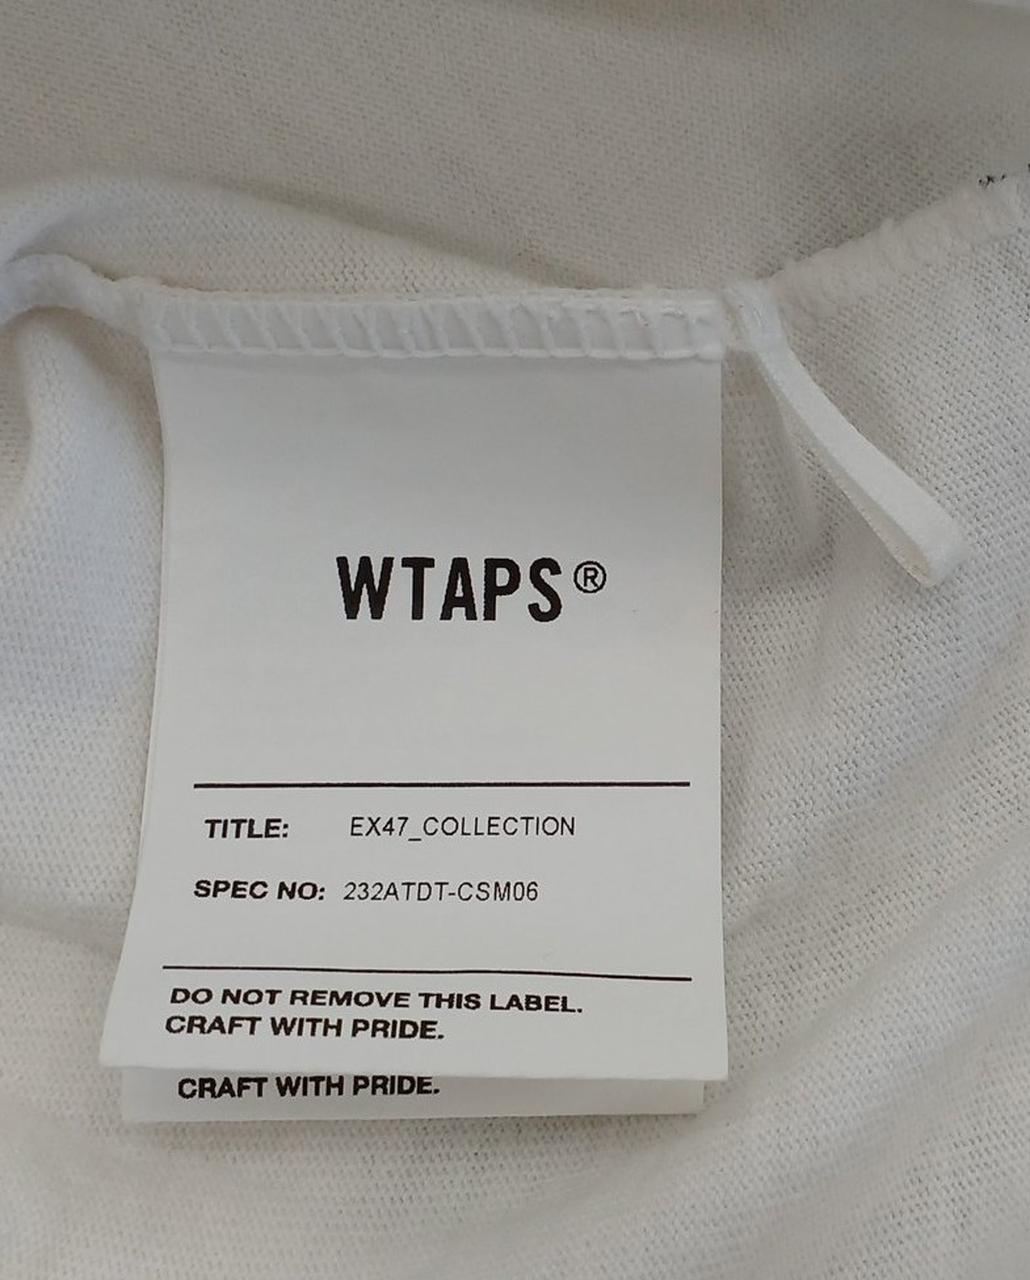 WTAPS®
TITLE: EX47_COLLECTION
SPEC NO: 232ATDT-CSM06
DO NOT REMOVE THIS LABEL.
CRAFT WITH PRIDE.
CRAFT WITH PRIDE.